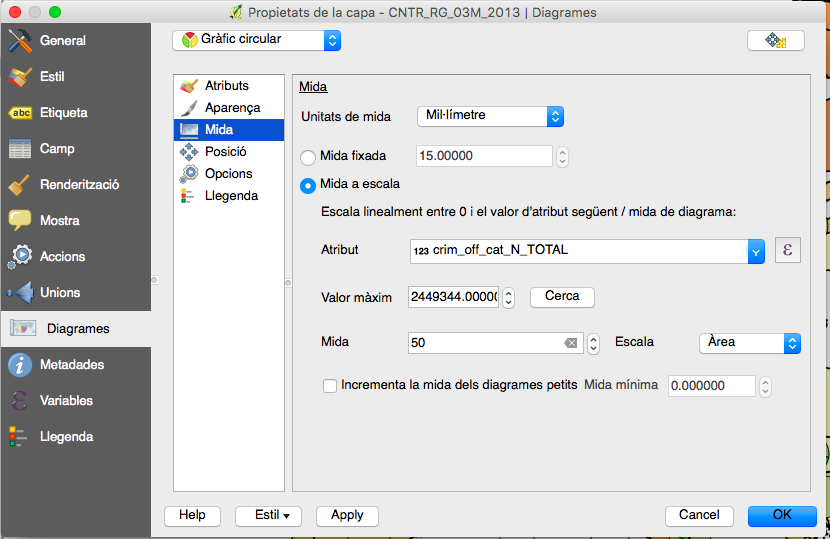 Propietats de la capa - CNTR_RG_03M_2013 | Diagrames
General
Estil
abc Etiqueta
Camp
Renderització
Mostra
Accions
Unions
Diagrames
Metadades
Variables
Llegenda
Gràfic circular
Atributs
Aparença
Mida
Posició
Opcions
Llegenda
Mida
Unitats de mida Mil·límetre
Mida fixada 15.00000
Mida a escala
Escala linealment entre 0 i el valor d'atribut següent / mida de diagrama:
Atribut 123 crim_off_cat_N_TOTAL ε
Valor màxim 2449344.0000 Cerca
Mida 50 Escala Àrea
Incrementa la mida dels diagrames petits Mida mínima 0.000000
Help Estil Apply Cancel OK